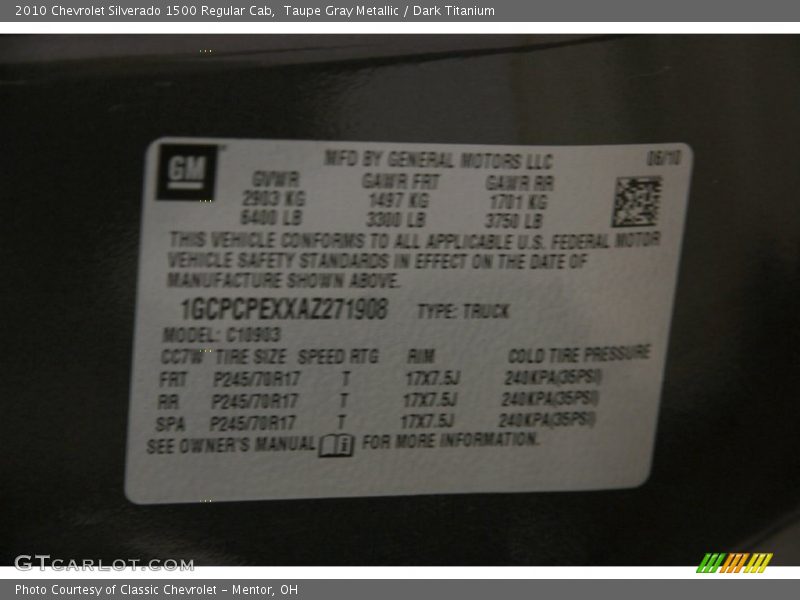 2010 Chevrolet Silverado 1500 Regular Cab, Taupe Gray Metallic / Dark Titanium
GM
MFD BY GENERAL MOTORS LLC 06/10
GVWR GAWR FRT GAWR RR
2903 KG 1497 KG 1701 KG
6400 LB 3300 LB 3750 LB
THIS VEHICLE CONFORMS TO ALL APPLICABLE U.S. FEDERAL MOTOR
VEHICLE SAFETY STANDARDS IN EFFECT ON THE DATE OF
MANUFACTURE SHOWN ABOVE.
1GCPCPEXXAZ271908 TYPE: TRUCK
MODEL: C10903
CC7W TIRE SIZE SPEED RTG RIM COLD TIRE PRESSURE
FRT P245/70R17 T 17X7.5J 240KPA(35PSI)
RR P245/70R17 T 17X7.5J 240KPA(35PSI)
SPA P245/70R17 T 17X7.5J 240KPA(35PSI)
SEE OWNER'S MANUAL FOR MORE INFORMATION.
GTCARLOT.COM
Photo Courtesy of Classic Chevrolet - Mentor, OH